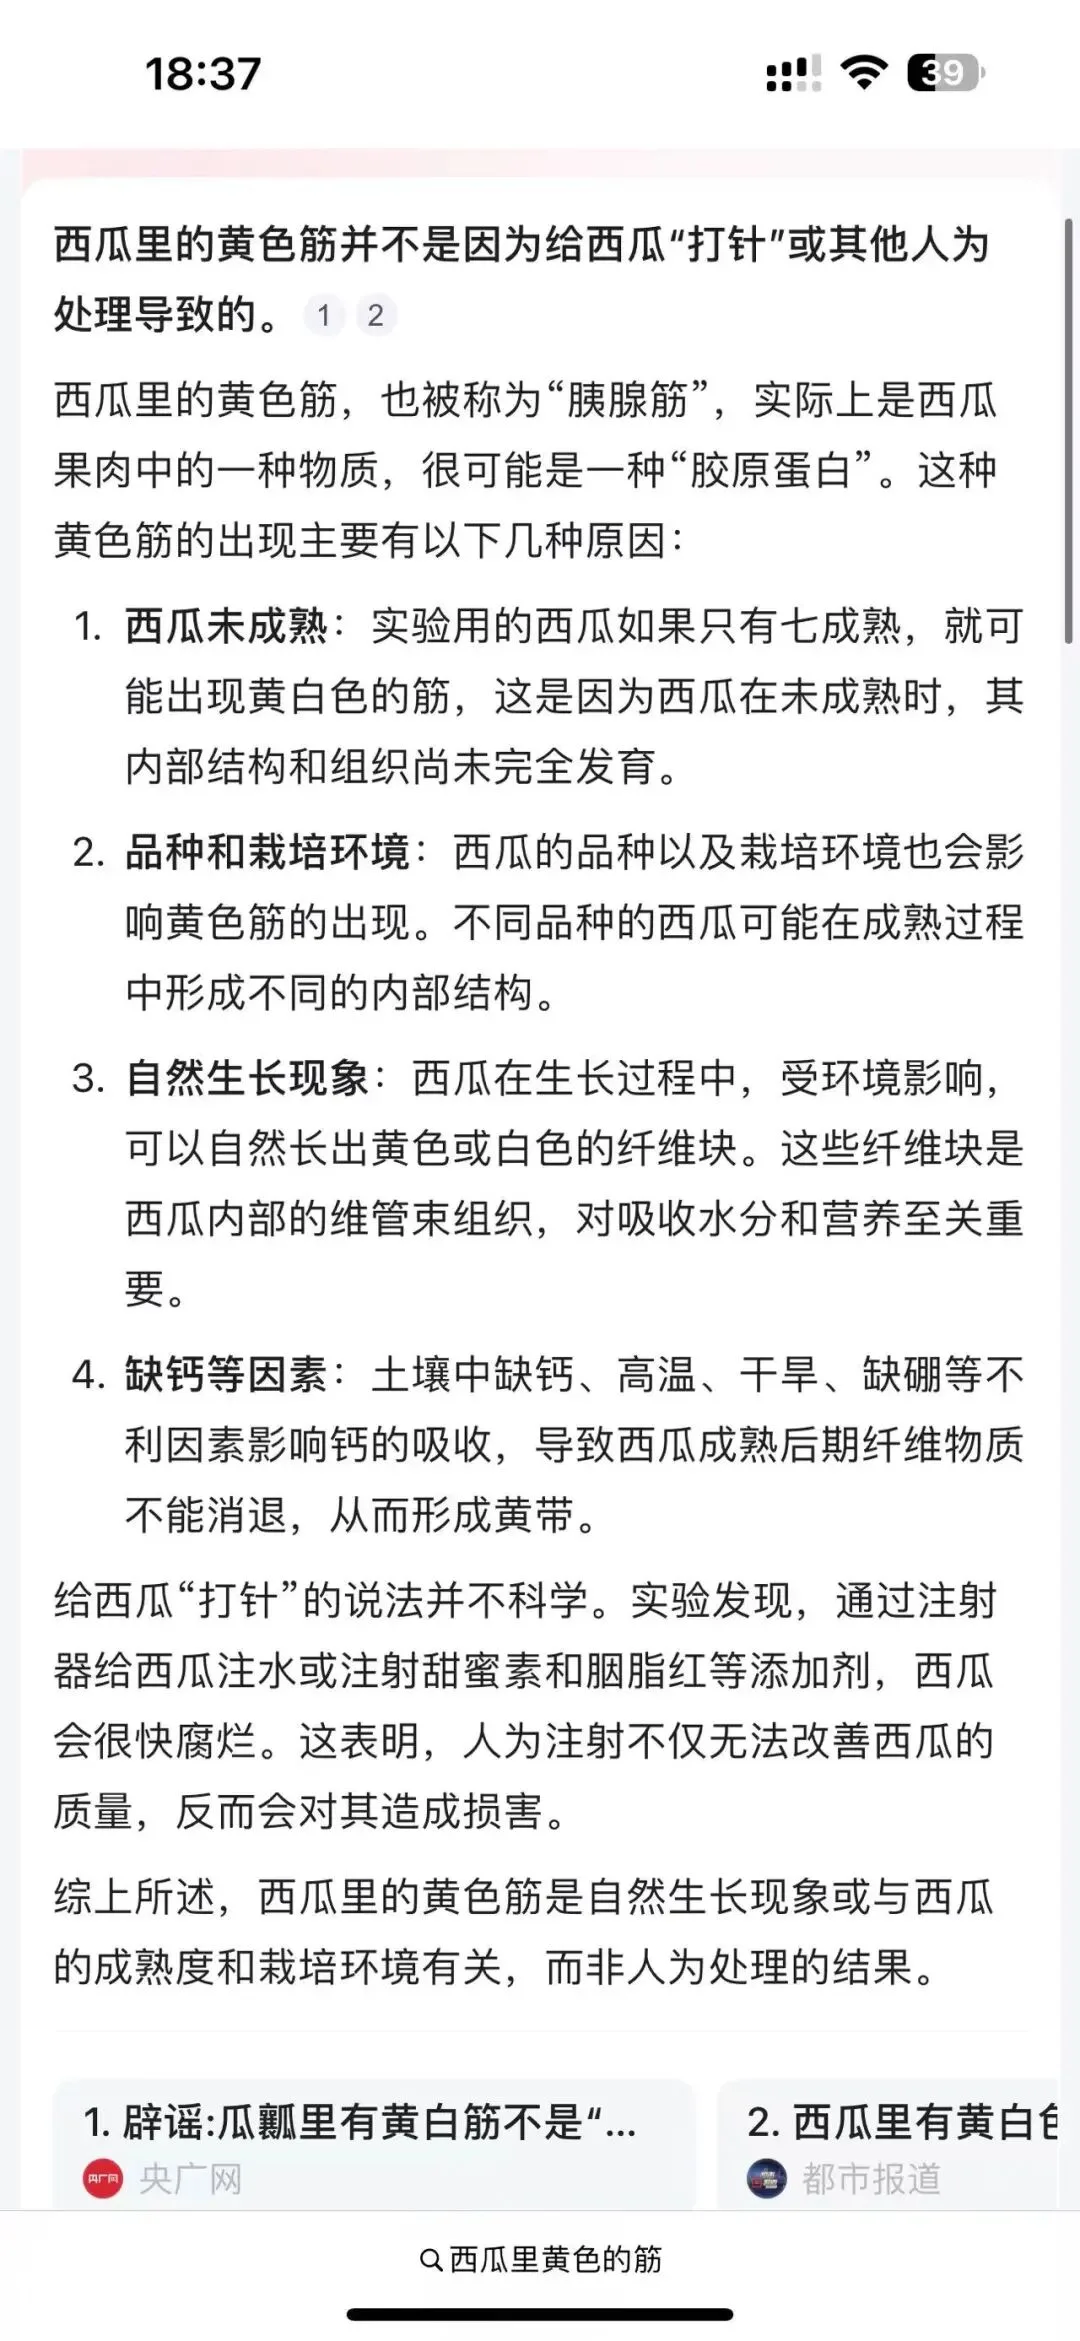 18:37
39
西瓜里的黄色筋并不是因为给西瓜“打针”或其他人为
处理导致的。 1 2
西瓜里的黄色筋，也被称为“胰腺筋”，实际上是西瓜
果肉中的一种物质，很可能是一种“胶原蛋白”。这种
黄色筋的出现主要有以下几种原因：
1. 西瓜未成熟：实验用的西瓜如果只有七成熟，就可
能出现黄白色的筋，这是因为西瓜在未成熟时，其
内部结构和组织尚未完全发育。
2. 品种和栽培环境：西瓜的品种以及栽培环境也会影
响黄色筋的出现。不同品种的西瓜可能在成熟过程
中形成不同的内部结构。
3. 自然生长现象：西瓜在生长过程中，受环境影响，
可以自然长出黄色或白色的纤维块。这些纤维块是
西瓜内部的维管束组织，对吸收水分和营养至关重
要。
4. 缺钙等因素：土壤中缺钙、高温、干旱、缺硼等不
利因素影响钙的吸收，导致西瓜成熟后期纤维物质
不能消退，从而形成黄带。
给西瓜“打针”的说法并不科学。实验发现，通过注射
器给西瓜注水或注射甜蜜素和胭脂红等添加剂，西瓜
会很快腐烂。这表明，人为注射不仅无法改善西瓜的
质量，反而会对其造成损害。
综上所述，西瓜里的黄色筋是自然生长现象或与西瓜
的成熟度和栽培环境有关，而非人为处理的结果。
1. 辟谣:瓜瓤里有黄白筋不是“...
央广网 央广网
2. 西瓜里有黄白色
都市报道
西瓜里黄色的筋